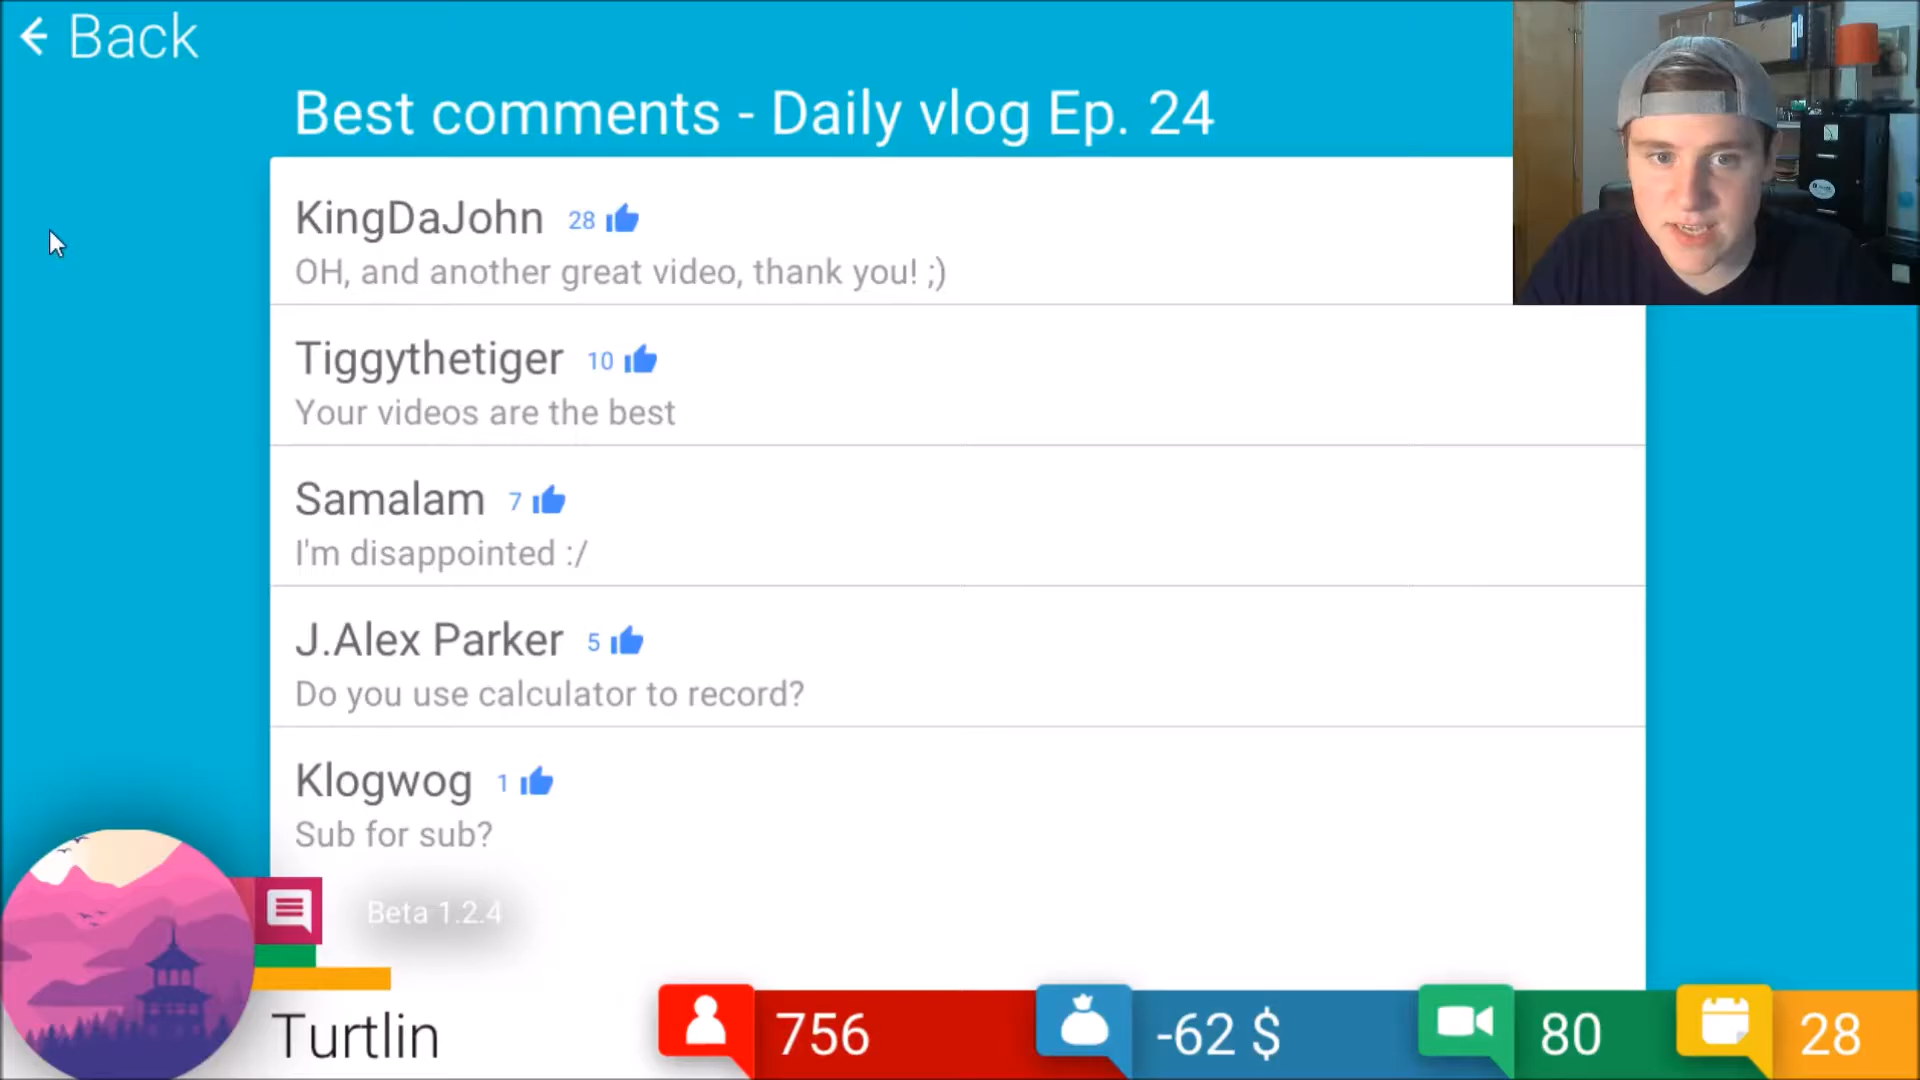 Back
Best comments - Daily vlog Ep. 24
KingDaJohn 28
OH, and another great video, thank you! ;)
Tiggythetiger 10
Your videos are the best
Samalam 7
I'm disappointed :/
J.Alex Parker 5
Do you use calculator to record?
Klogwog 1
Sub for sub?
Beta 1.2.4
Turtlin 756 -62 $ 80 28